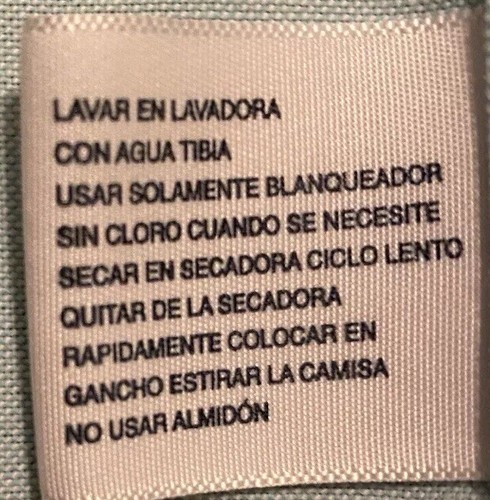 LAVAR EN LAVADORA
CON AGUA TIBIA
USAR SOLAMENTE BLANQUEADOR
SIN CLORO CUANDO SE NECESITE
SECAR EN SECADORA CICLO LENTO
QUITAR DE LA SECADORA
RAPIDAMENTE COLOCAR EN
GANCHO ESTIRAR LA CAMISA
NO USAR ALMIDÓN